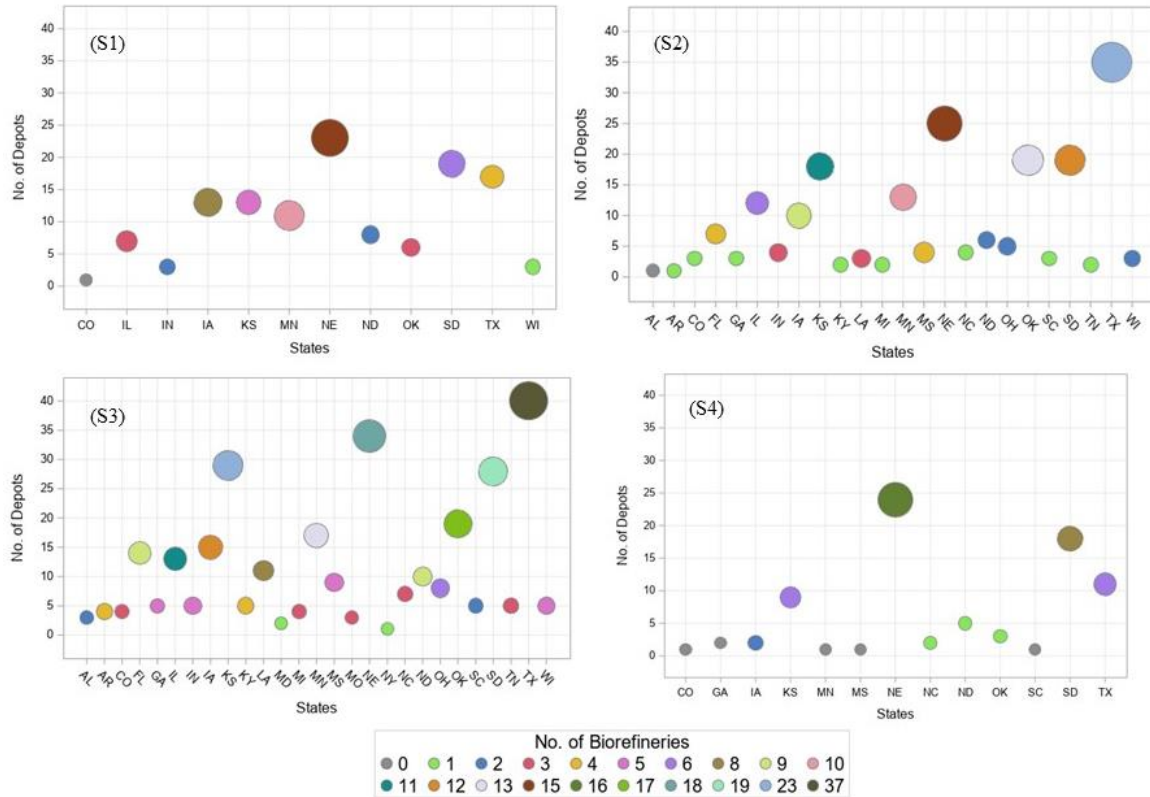 (S1)
No. of Depots
40
35
30
25
20
15
10
5
0
CO IL IN IA KS MN NE ND OK SD TX WI
States
(S2)
No. of Depots
40
35
30
25
20
15
10
5
0
AL AR CO FL GA IL IN IA KS KY LA MI MN MS NE NC ND OH OK SC SD TN TX WI
States
(S3)
No. of Depots
40
35
30
25
20
15
10
5
0
AL AR CO FL GA IL IN IA KS KY LA MD MI MN MS MO NE NY NC ND OH OK SC SD TN TX WI
States
(S4)
No. of Depots
40
35
30
25
20
15
10
5
0
CO GA IA KS MN MS NE NC ND OK SC SD TX
States
No. of Biorefineries
0 1 2 3 4 5 6 8 9 10
11 12 13 15 16 17 18 19 23 37